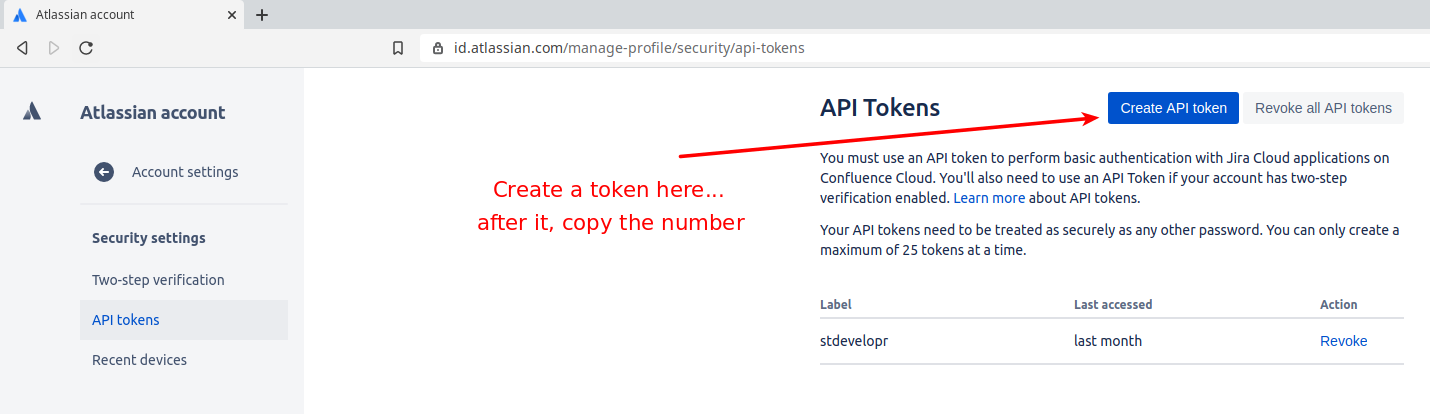 Atlassian account
id.atlassian.com/manage-profile/security/api-tokens
Atlassian account
Account settings
Security settings
Two-step verification
API tokens
Recent devices
Create a token here...
after it, copy the number
API Tokens
Create API token
Revoke all API tokens
You must use an API token to perform basic authentication with Jira Cloud applications on
Confluence Cloud. You'll also need to use an API Token if your account has two-step
verification enabled. Learn more about API tokens.
Your API tokens need to be treated as securely as any other password. You can only create a
maximum of 25 tokens at a time.
Label Last accessed Action
stdevelopr last month Revoke